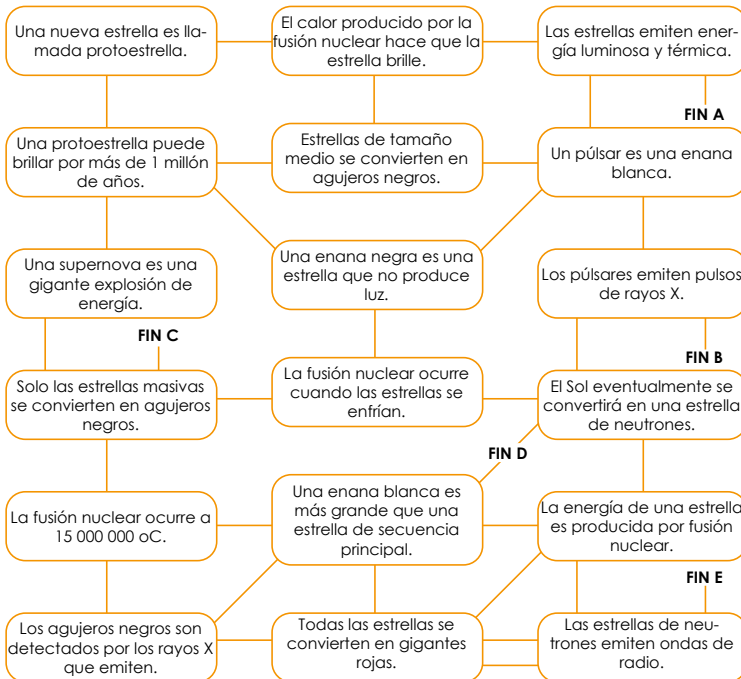 Una nueva estrella es lla-
mada protoestrella.
El calor producido por la
fusión nuclear hace que la
estrella brille.
Las estrellas emiten ener-
gía luminosa y térmica.
FIN A
Una protoestrella puede
brillar por más de 1 millón
de años.
Estrellas de tamaño
medio se convierten en
agujeros negros.
Un púlsar es una enana
blanca.
Una supernova es una
gigante explosión de
energía.
Una enana negra es una
estrella que no produce
luz.
Los púlsares emiten pulsos
de rayos X.
FIN C
FIN B
Solo las estrellas masivas
se convierten en agujeros
negros.
La fusión nuclear ocurre
cuando las estrellas se
enfrían.
El Sol eventualmente se
convertirá en una estrella
de neutrones.
FIN D
La fusión nuclear ocurre a
15 000 000 oC.
Una enana blanca es
más grande que una
estrella de secuencia
principal.
La energía de una estrella
es producida por fusión
nuclear.
FIN E
Los agujeros negros son
detectados por los rayos X
que emiten.
Todas las estrellas se
convierten en gigantes
rojas.
Las estrellas de neu-
trones emiten ondas de
radio.